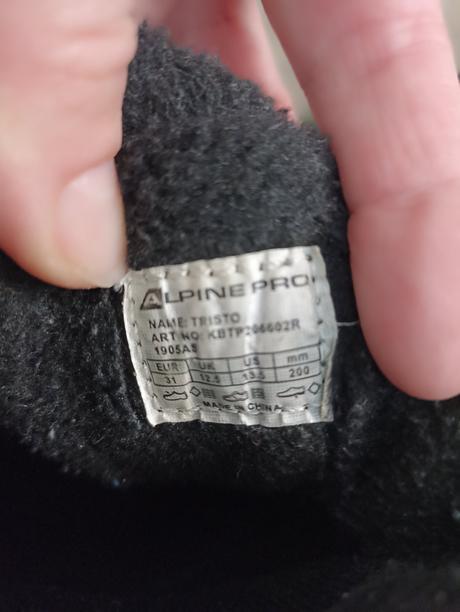 ALPINE PRO
NAME: TRISTO
ART NO: KBTP206602R
1905A5
EUR UK US mm
31 12.5 13.5 200
MADE IN CHINA